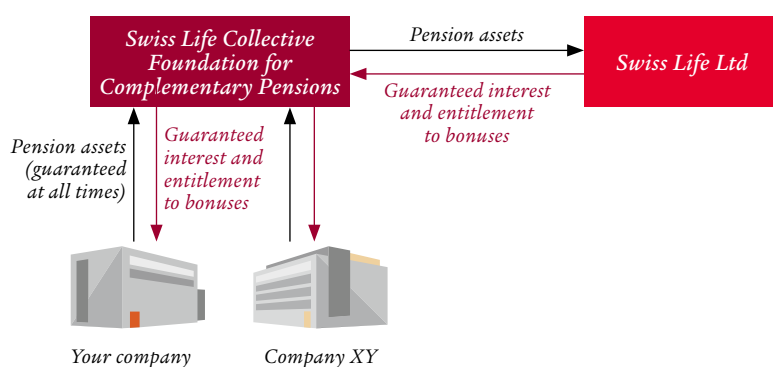 Swiss Life Collective
Foundation for
Complementary Pensions
Pension assets
Swiss Life Ltd
Guaranteed interest
and entitlement
to bonuses
Pension assets
(guaranteed
at all times)
Guaranteed
interest and
entitlement
to bonuses
Your company
Company XY